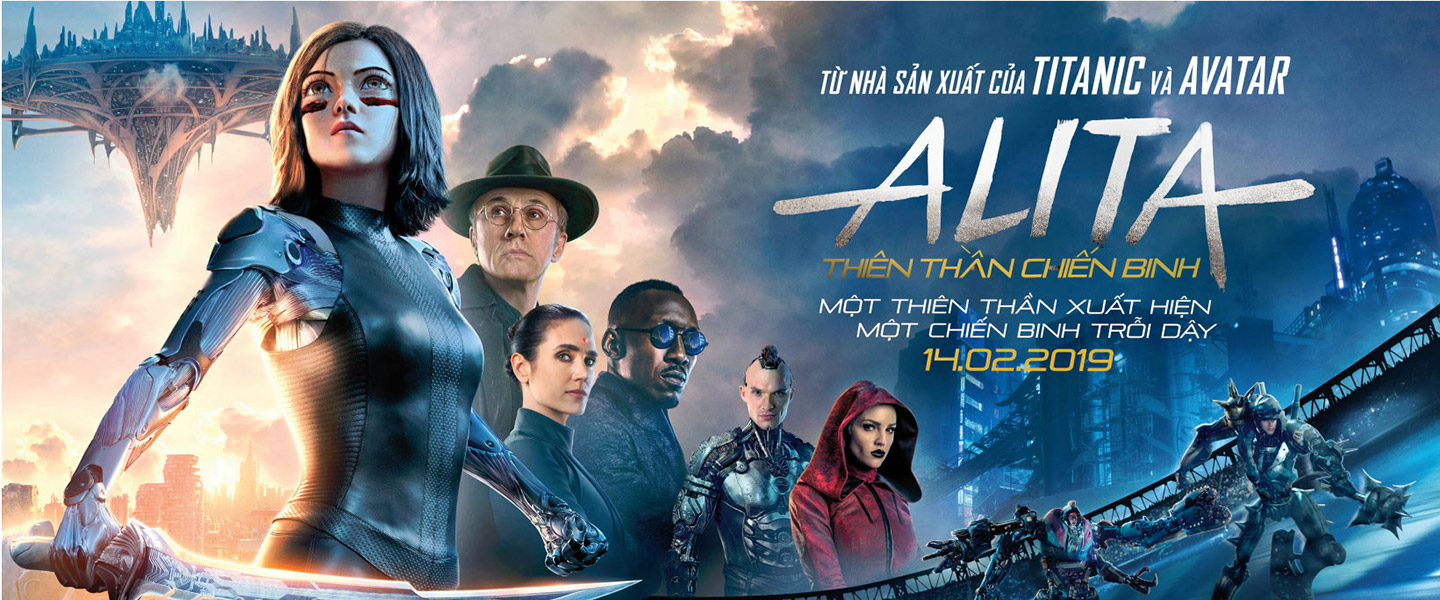 TỪ NHÀ SẢN XUẤT CỦA TITANIC VÀ AVATAR
ALITA
THIÊN THẦN CHIẾN BINH
MỘT THIÊN THẦN XUẤT HIỆN
MỘT CHIẾN BINH TRỖI DẬY
14.02.2019